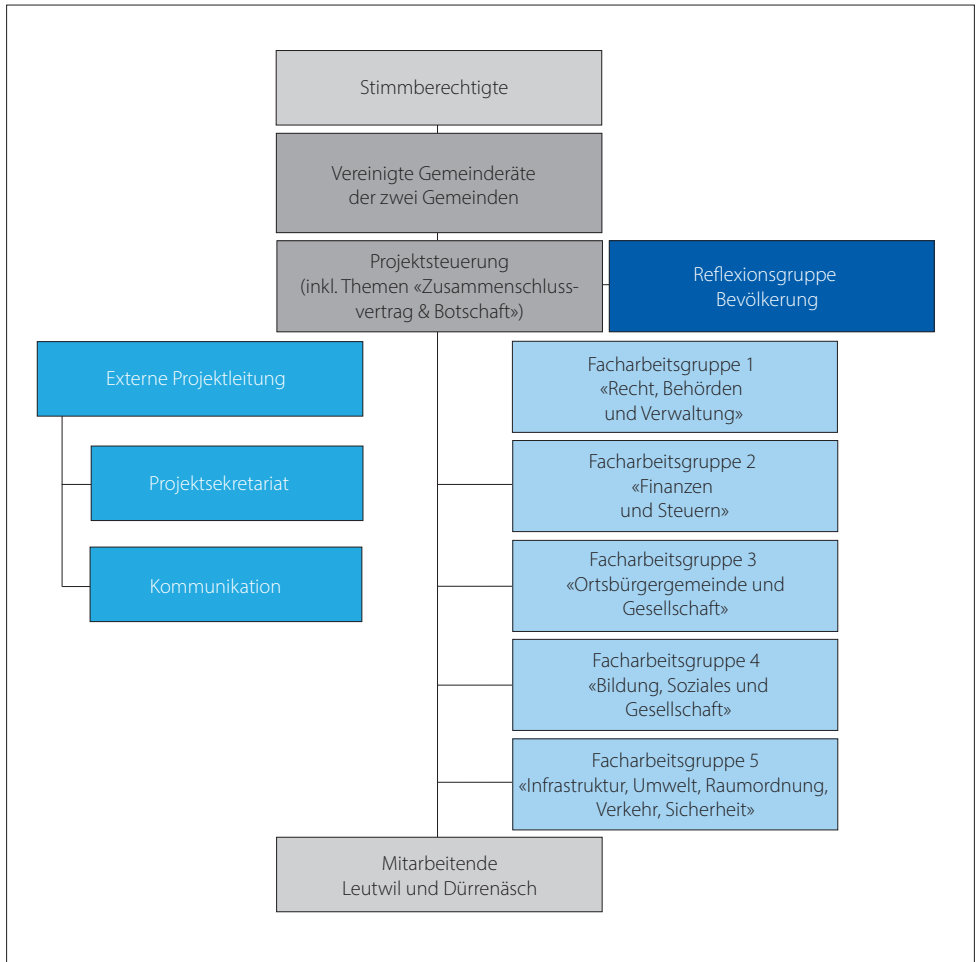 Stimmberechtigte
Vereinigte Gemeinderäte
der zwei Gemeinden
Projektsteuerung
(inkl. Themen «Zusammenschluss-
vertrag & Botschaft»)
Reflexionsgruppe
Bevölkerung
Externe Projektleitung
Projektsekretariat
Kommunikation
Facharbeitsgruppe 1
«Recht, Behörden
und Verwaltung»
Facharbeitsgruppe 2
«Finanzen
und Steuern»
Facharbeitsgruppe 3
«Ortsbürgergemeinde und
Gesellschaft»
Facharbeitsgruppe 4
«Bildung, Soziales und
Gesellschaft»
Facharbeitsgruppe 5
«Infrastruktur, Umwelt, Raumordnung,
Verkehr, Sicherheit»
Mitarbeitende
Leutwil und Dürrenäsch